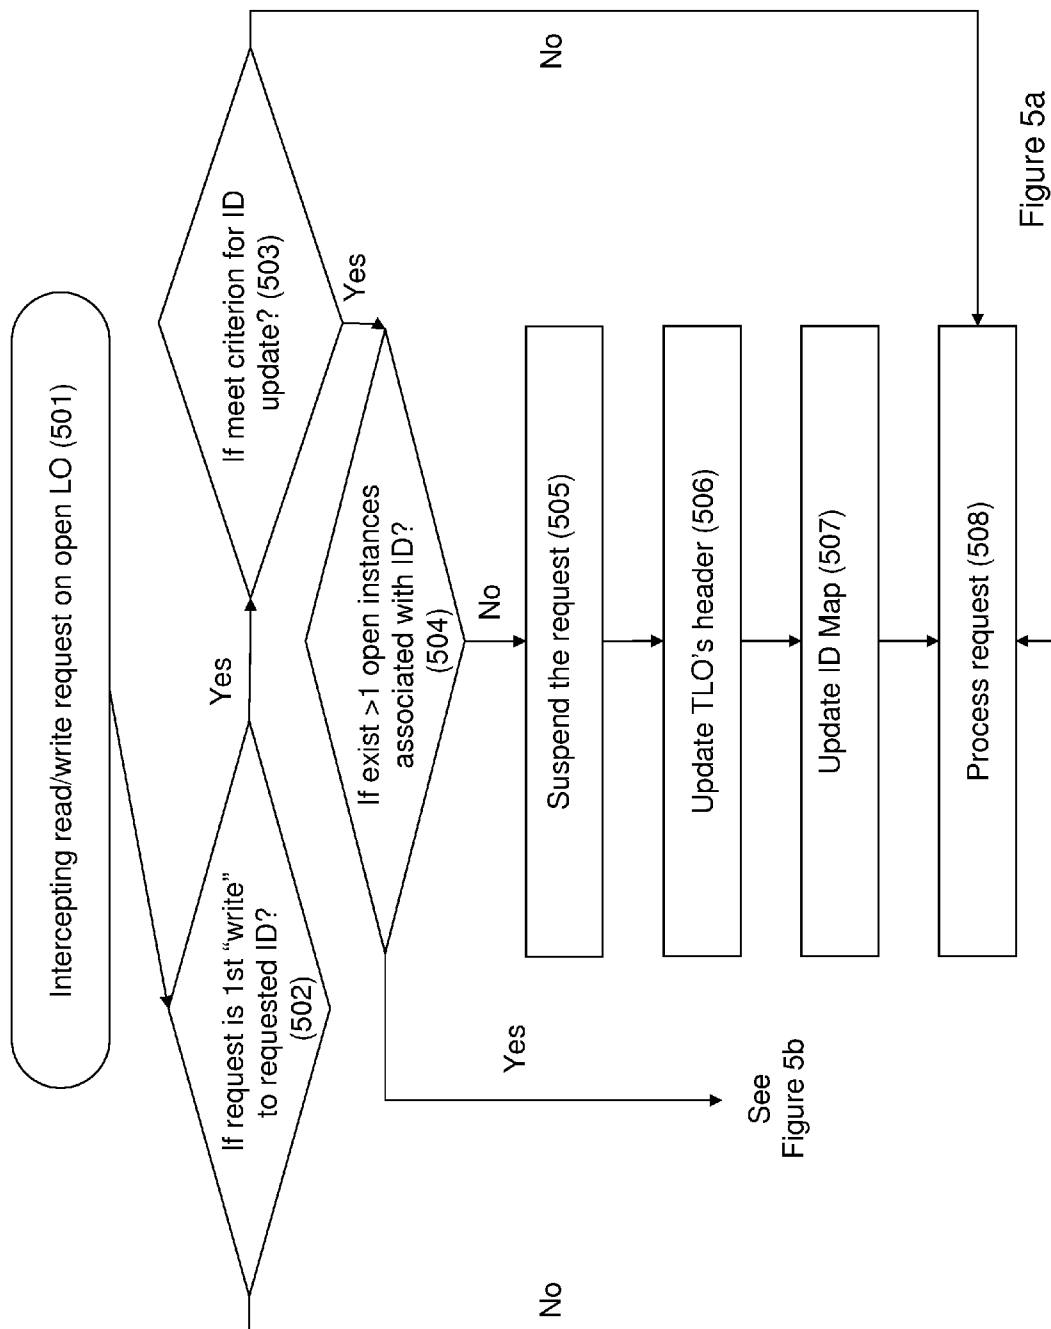 Intercepting read/write request on open LO (501)
If request is 1st “write”
to requested ID?
(502)
Yes
No
If meet criterion for ID
update? (503)
Yes
No
If exist >1 open instances
associated with ID?
(504)
Yes
See
Figure 5b
No
Suspend the request (505)
Update TLO’s header (506)
Update ID Map (507)
Process request (508)
Figure 5a